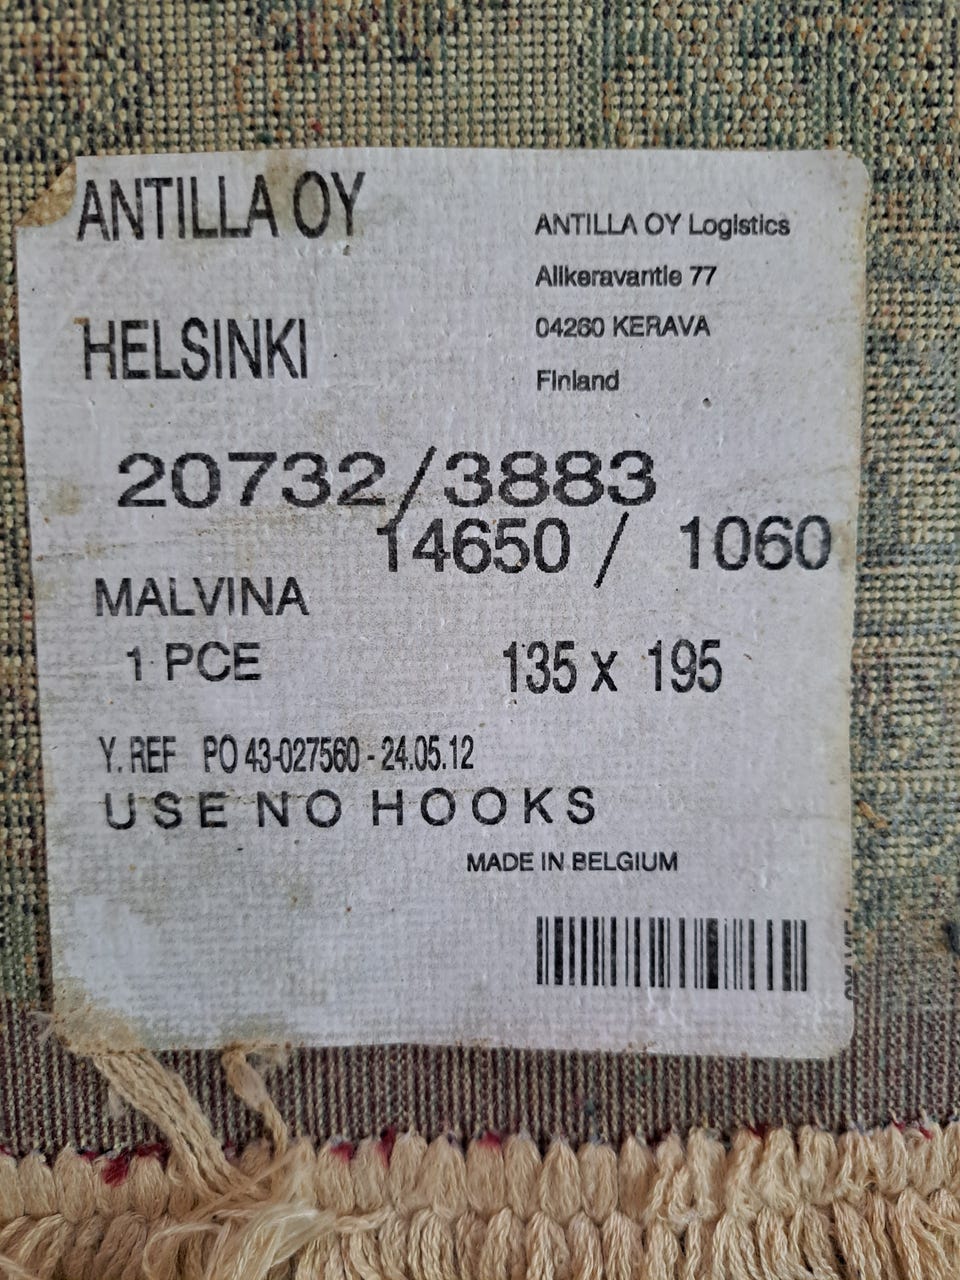 ANTILLA OY
HELSINKI
ANTILLA OY Logistics
Alikeravantie 77
04260 KERAVA
Finland
20732/3883
14650 / 1060
MALVINA
1 PCE 135 x 195
Y. REF PO 43-027560 - 24.05.12
USE NO HOOKS
MADE IN BELGIUM